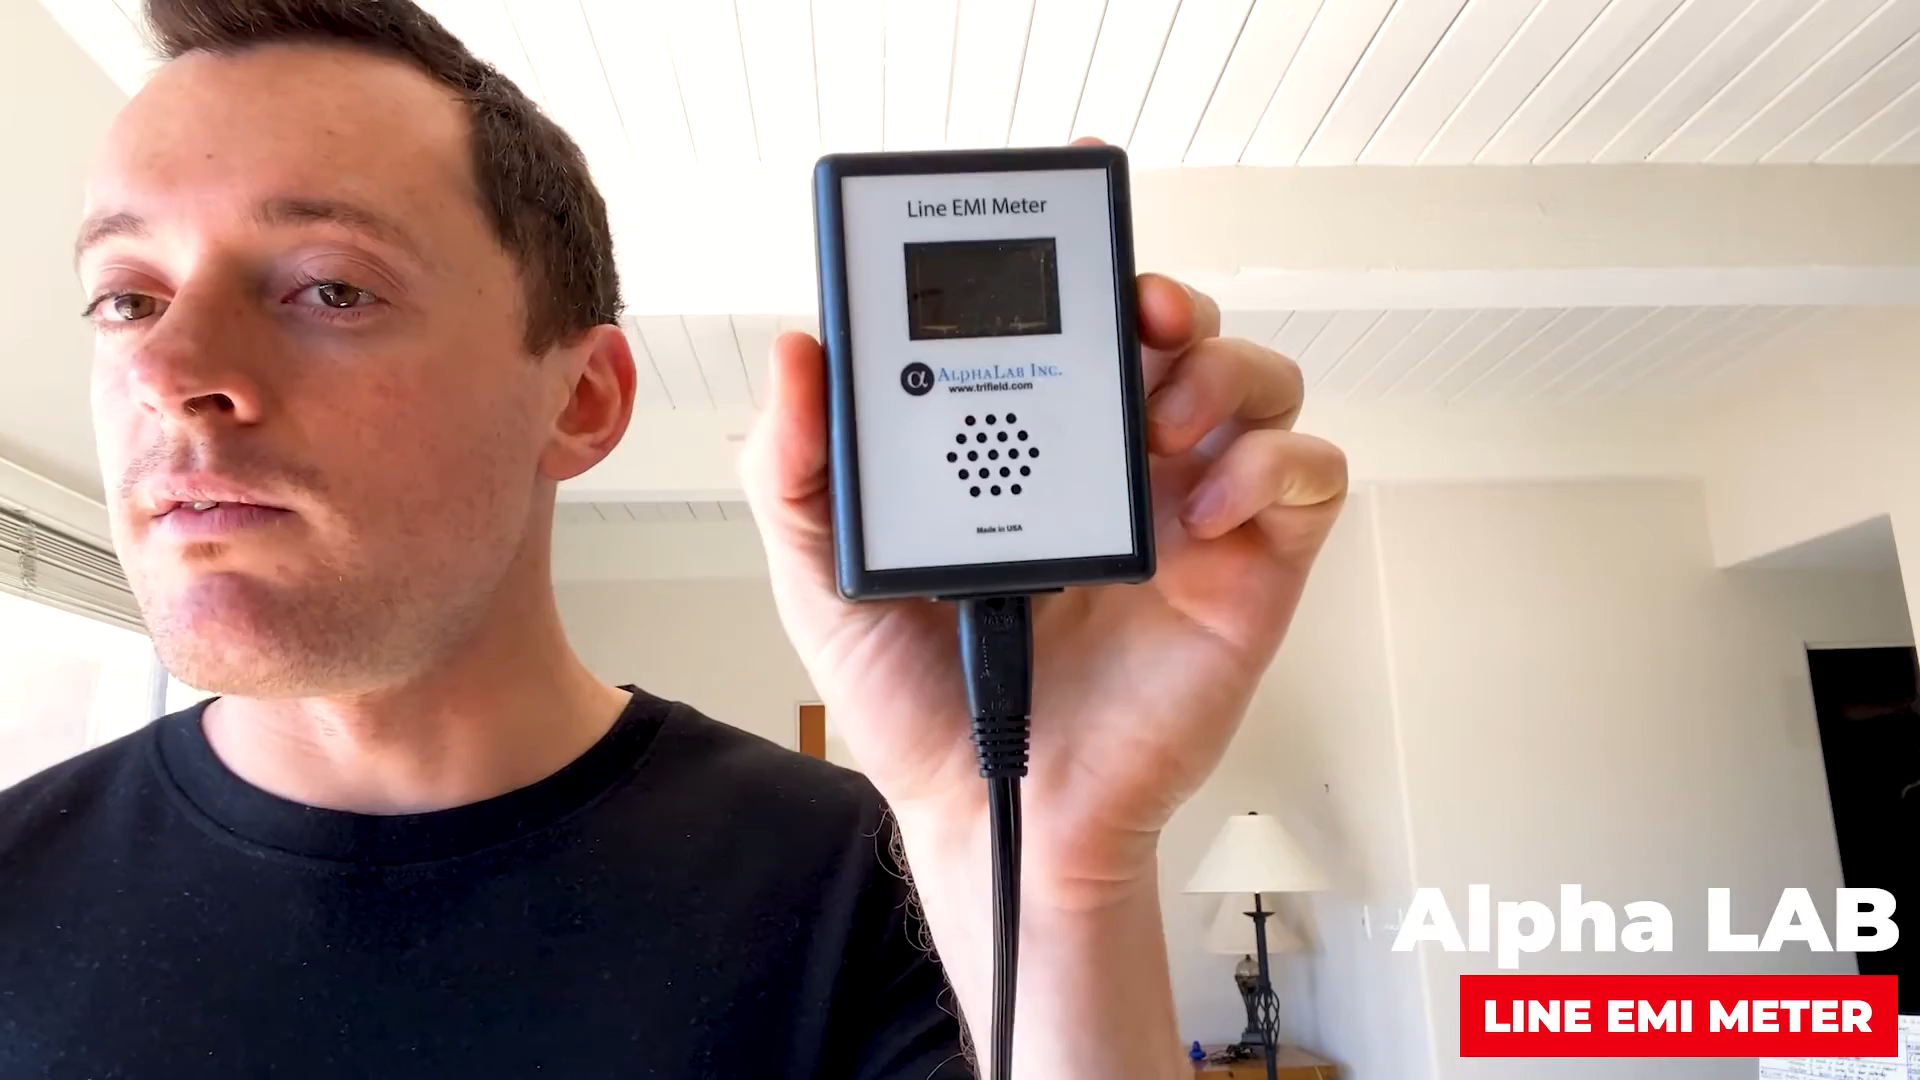 Line EMI Meter
α ALPHALAB INC.
www.trifield.com
Made in USA
Alpha LAB
LINE EMI METER